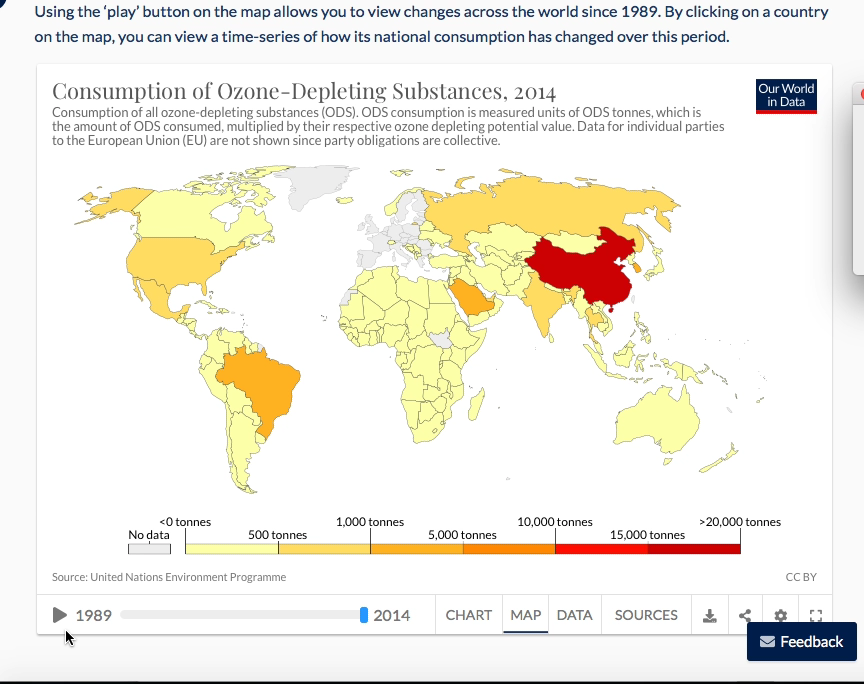 Using the ‘play’ button on the map allows you to view changes across the world since 1989. By clicking on a country
on the map, you can view a time-series of how its national consumption has changed over this period.
Consumption of Ozone-Depleting Substances, 2014
Our World
in Data
Consumption of all ozone-depleting substances (ODS). ODS consumption is measured units of ODS tonnes, which is
the amount of ODS consumed, multiplied by their respective ozone depleting potential value. Data for individual parties
to the European Union (EU) are not shown since party obligations are collective.
<0 tonnes 1,000 tonnes 10,000 tonnes >20,000 tonnes
No data 500 tonnes 5,000 tonnes 15,000 tonnes
Source: United Nations Environment Programme CC BY
1989 2014 CHART MAP DATA SOURCES
Feedback